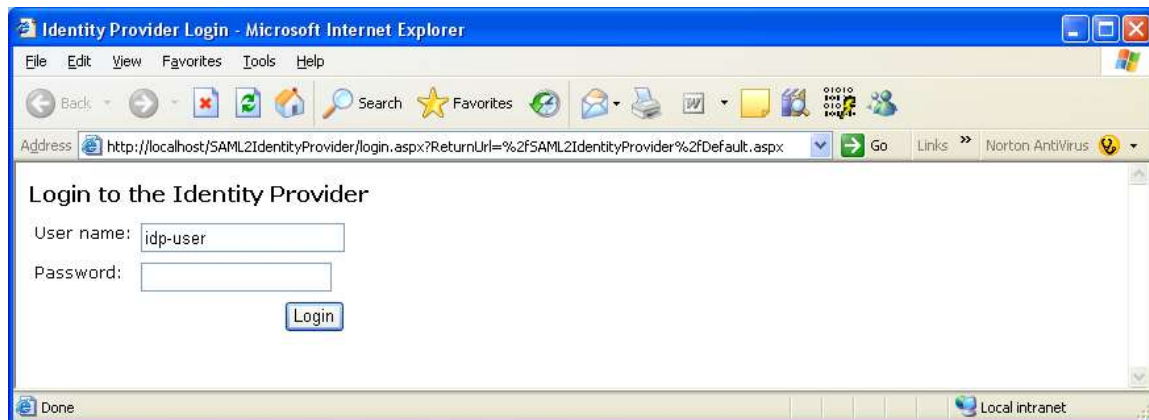 Identity Provider Login - Microsoft Internet Explorer
File Edit View Favorites Tools Help
Back Search Favorites
Address http://localhost/SAML2IdentityProvider/login.aspx?ReturnUrl=%2fSAML2IdentityProvider%2fDefault.aspx Go Links » Norton AntiVirus
Login to the Identity Provider
User name: idp-user
Password:
Login
Done Local intranet